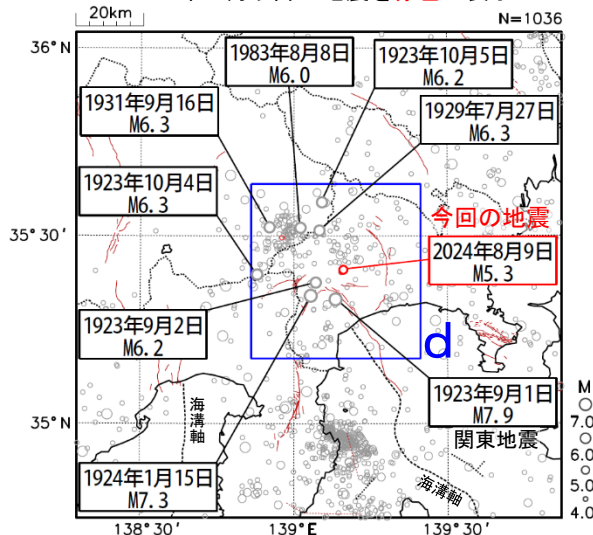 20km
N=1036
36°N
1983年8月8日
M6.0
1923年10月5日
M6.2
1931年9月16日
M6.3
1929年7月27日
M6.3
1923年10月4日
M6.3
今回の地震
35°30′
2024年8月9日
M5.3
1923年9月2日
M6.2
d
1923年9月1日
M7.9
関東地震
35°N
海溝軸
1924年1月15日
M7.3
海溝軸
M
7.0
6.0
5.0
4.0
138°30′
139°E
139°30′